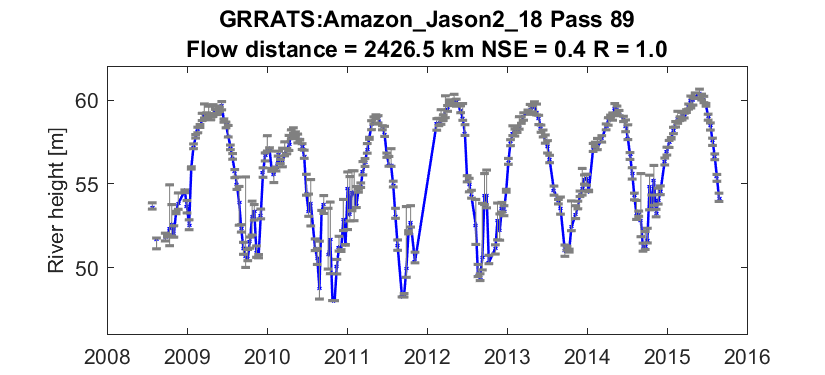 GRRATS:Amazon_Jason2_18 Pass 89
Flow distance = 2426.5 km NSE = 0.4 R = 1.0
River height [m]
60
55
50
2008 2009 2010 2011 2012 2013 2014 2015 2016